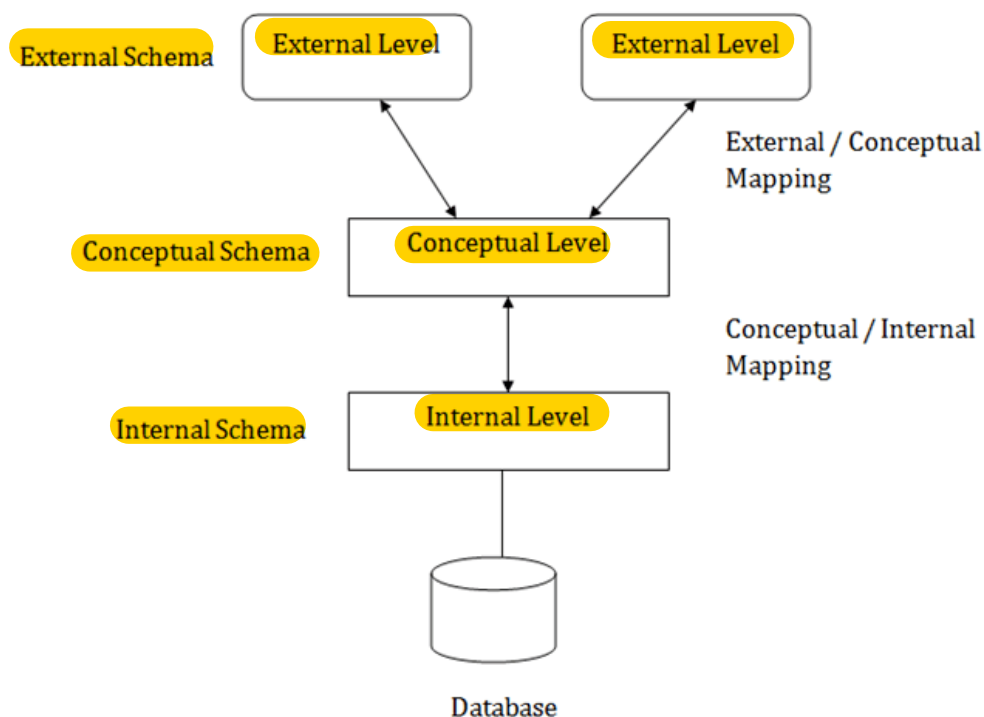 External Schema
External Level
External Level
External / Conceptual
Mapping
Conceptual Schema
Conceptual Level
Conceptual / Internal
Mapping
Internal Schema
Internal Level
Database